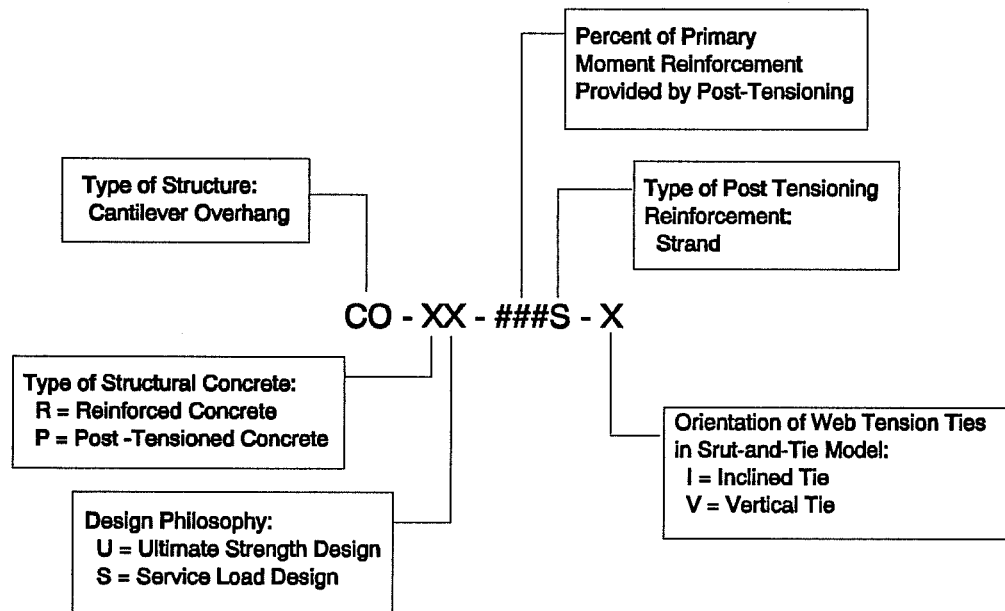 Percent of Primary
Moment Reinforcement
Provided by Post-Tensioning
Type of Structure:
Cantilever Overhang
Type of Post Tensioning
Reinforcement:
Strand
CO - XX - ###S - X
Type of Structural Concrete:
R = Reinforced Concrete
P = Post -Tensioned Concrete
Orientation of Web Tension Ties
in Srut-and-Tie Model:
I = Inclined Tie
V = Vertical Tie
Design Philosophy:
U = Ultimate Strength Design
S = Service Load Design